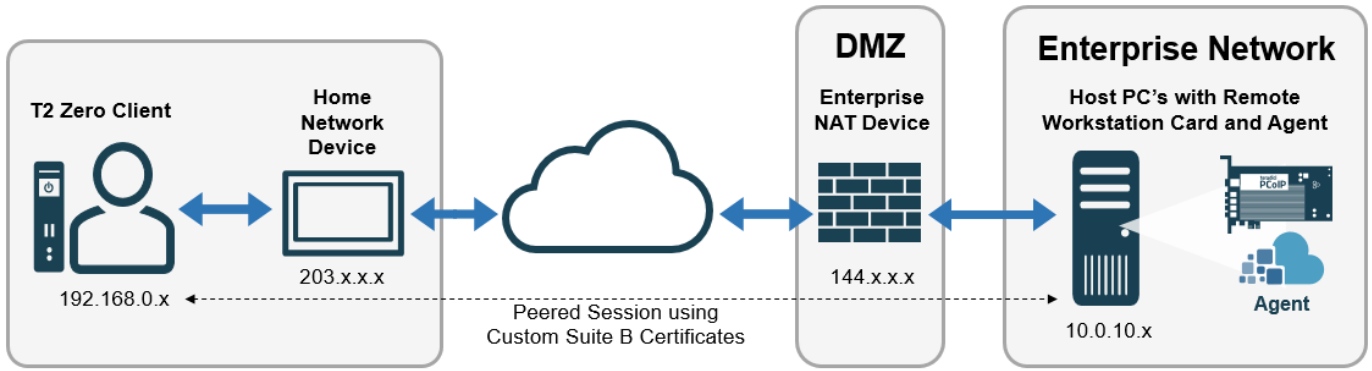 T2 Zero Client
Home
Network
Device
203.x.x.x
192.168.0.x
Peered Session using
Custom Suite B Certificates
DMZ
Enterprise
NAT Device
144.x.x.x
Enterprise Network
Host PC's with Remote
Workstation Card and Agent
teradici
PCoIP
Agent
10.0.10.x